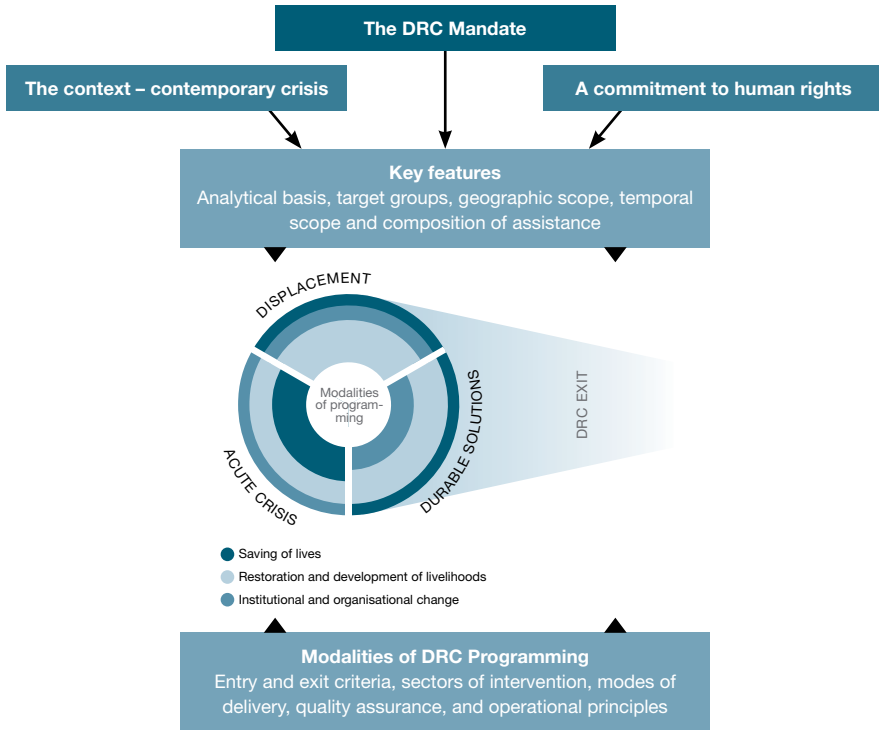 The DRC Mandate
The context – contemporary crisis
A commitment to human rights
Key features
Analytical basis, target groups, geographic scope, temporal
scope and composition of assistance
DISPLACEMENT
Modalities
of program-
ming
ACUTE CRISIS
DURABLE SOLUTIONS
DRC EXIT
Saving of lives
Restoration and development of livelihoods
Institutional and organisational change
Modalities of DRC Programming
Entry and exit criteria, sectors of intervention, modes of
delivery, quality assurance, and operational principles